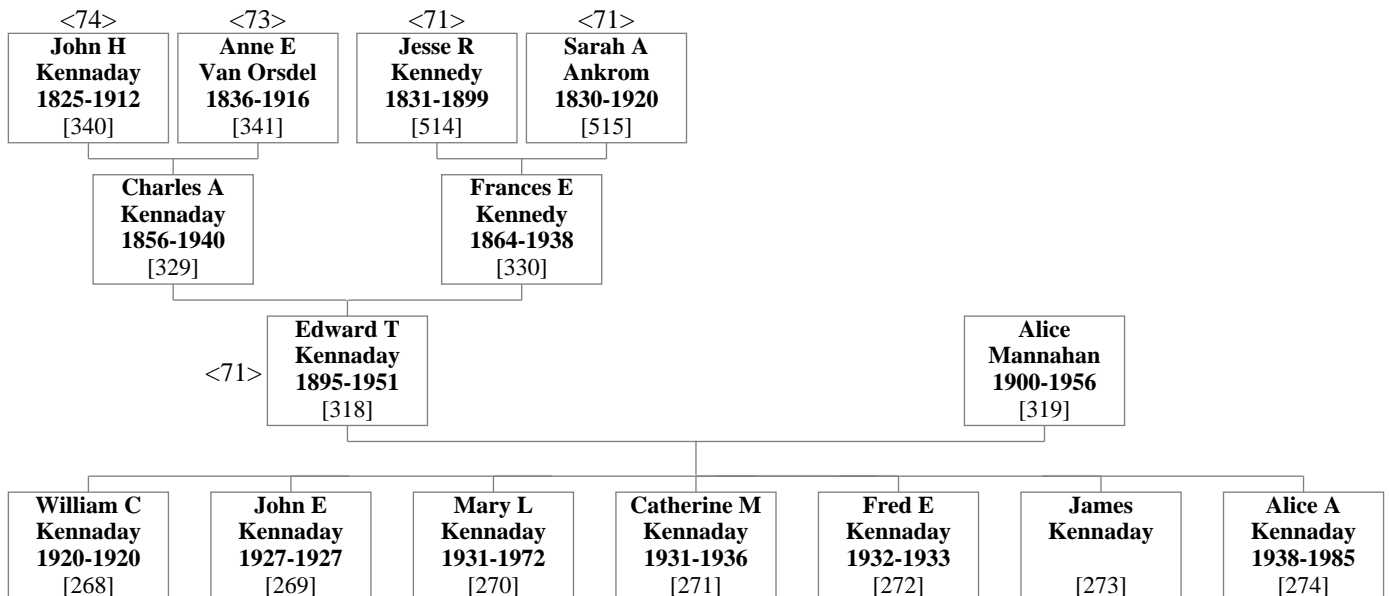 <74>
John H
Kennaday
1825-1912
[340]
<73>
Anne E
Van Orsdel
1836-1916
[341]
<71>
Jesse R
Kennedy
1831-1899
[514]
<71>
Sarah A
Ankrom
1830-1920
[515]
Charles A
Kennaday
1856-1940
[329]
Frances E
Kennedy
1864-1938
[330]
<71>
Edward T
Kennaday
1895-1951
[318]
Alice
Mannahan
1900-1956
[319]
William C
Kennaday
1920-1920
[268]
John E
Kennaday
1927-1927
[269]
Mary L
Kennaday
1931-1972
[270]
Catherine M
Kennaday
1931-1936
[271]
Fred E
Kennaday
1932-1933
[272]
James
Kennaday
[273]
Alice A
Kennaday
1938-1985
[274]